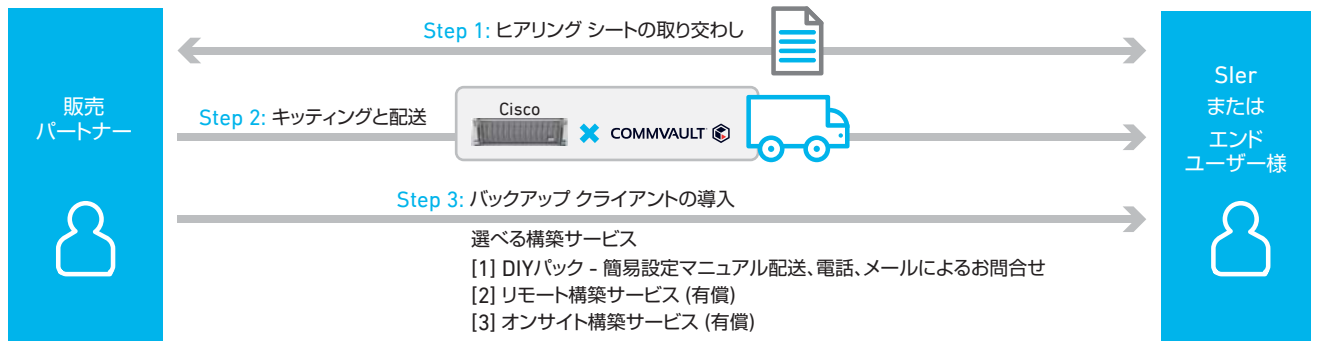 販売
パートナー
Step 1: ヒアリング シートの取り交わし
Step 2: キッティングと配送
Cisco
COMMVAULT
Step 3: バックアップ クライアントの導入
選べる構築サービス
[1] DIYパック - 簡易設定マニュアル配送、電話、メールによるお問合せ
[2] リモート構築サービス (有償)
[3] オンサイト構築サービス (有償)
SIer
または
エンド
ユーザー様